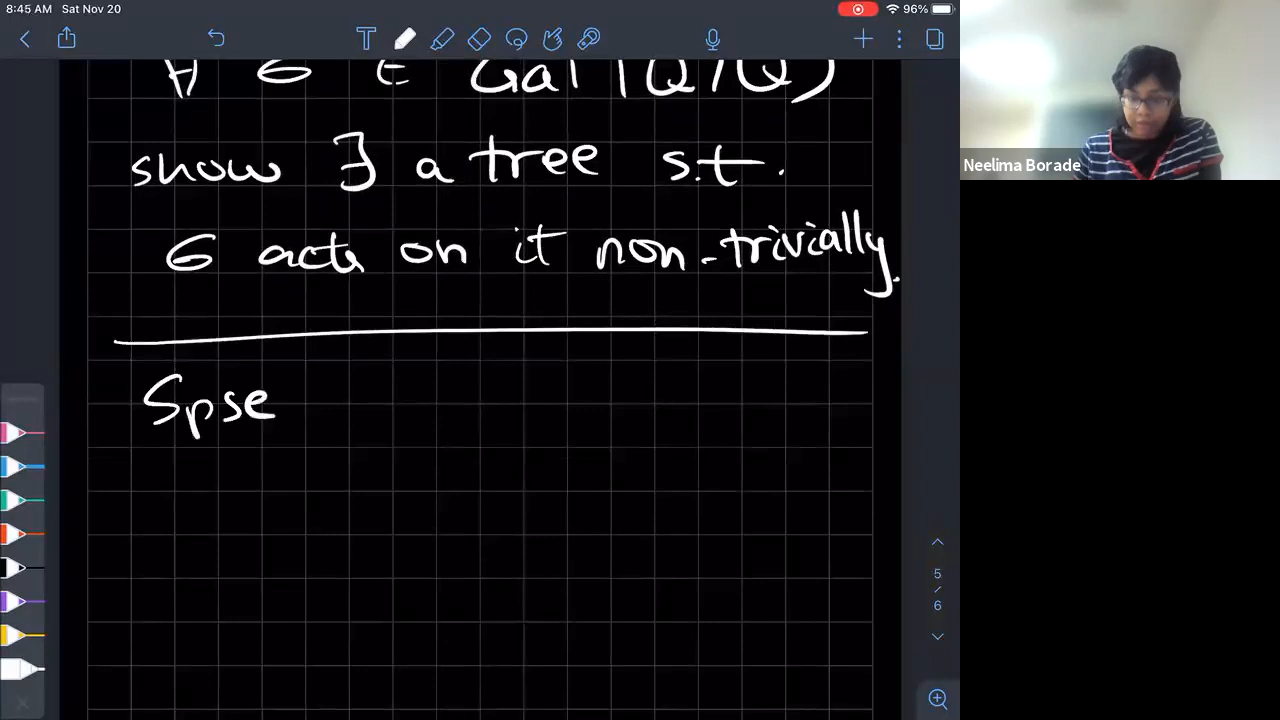 8:45 AM Sat Nov 20
96%
∀ σ ∈ Gal(Q̅/Q)
show ∃ a tree s.t.
σ acts on it non-trivially.
Spse
Neelima Borade
5
/
6